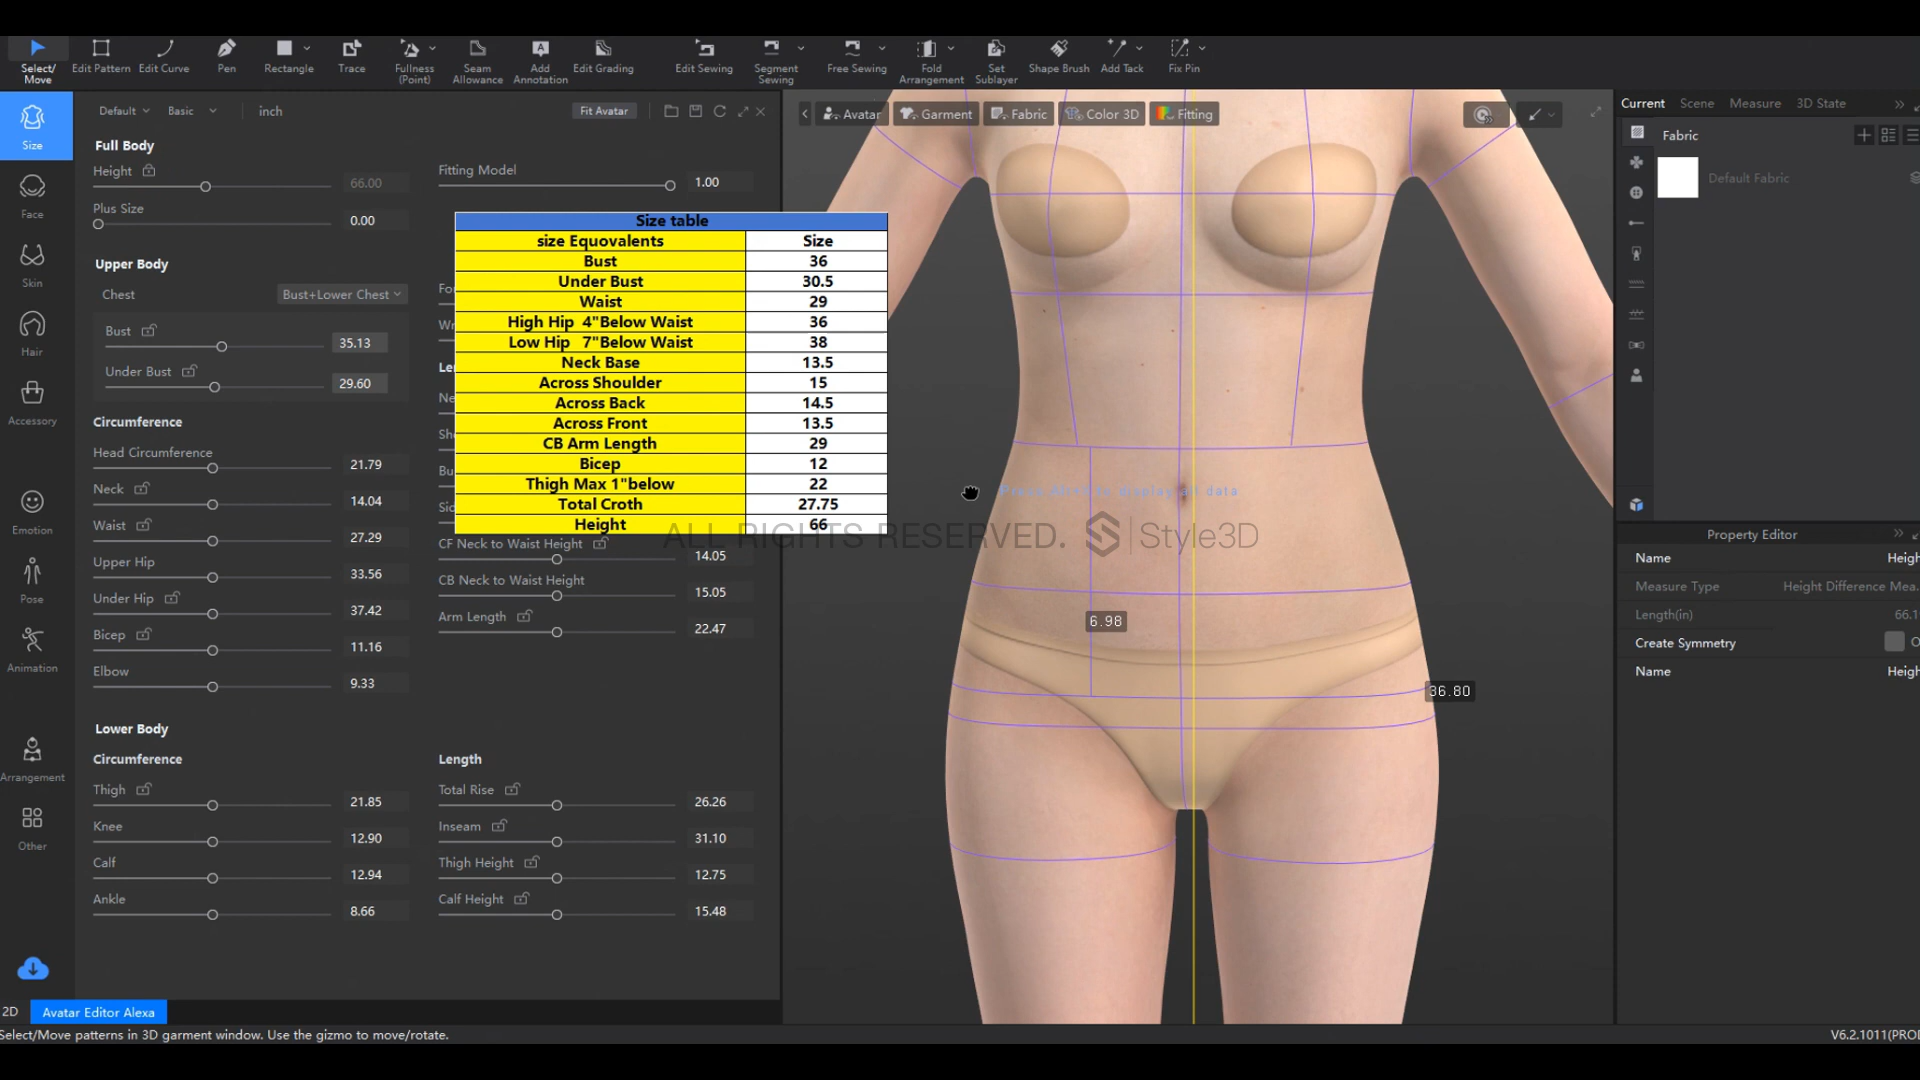 Select/
Move
Edit Pattern
Edit Curve
Pen
Rectangle
Trace
Fullness
(Point)
Seam
Allowance
Add
Annotation
Edit Grading
Edit Sewing
Segment
Sewing
Free Sewing
Fold
Arrangement
Set
Sublayer
Shape Brush
Add Tack
Fix Pin
Size
Face
Skin
Hair
Accessory
Emotion
Pose
Animation
Arrangement
Other
Default
Basic
inch
Fit Avatar
Full Body
Height 66.00
Fitting Model 1.00
Plus Size 0.00
Upper Body
Chest Bust+Lower Chest
Bust 35.13
Under Bust 29.60
Circumference
Head Circumference 21.79
Neck 14.04
Waist 27.29
Upper Hip 33.56
Under Hip 37.42
Bicep 11.16
Elbow 9.33
Size table
size Equovalents Size
Bust 36
Under Bust 30.5
Waist 29
High Hip 4"Below Waist 36
Low Hip 7"Below Waist 38
Neck Base 13.5
Across Shoulder 15
Across Back 14.5
Across Front 13.5
CB Arm Length 29
Bicep 12
Thigh Max 1"below 22
Total Croth 27.75
Height 66
CF Neck to Waist Height 14.05
CB Neck to Waist Height 15.05
Arm Length 22.47
Lower Body
Circumference
Thigh 21.85
Knee 12.90
Calf 12.94
Ankle 8.66
Length
Total Rise 26.26
Inseam 31.10
Thigh Height 12.75
Calf Height 15.48
Avatar
Garment
Fabric
Color 3D
Fitting
ALL RIGHTS RESERVED. Style3D
6.98
36.80
Current Scene Measure 3D State
Fabric
Default Fabric
Property Editor
Name Heigh
Measure Type Height Difference Mea.
Length(in) 66.1
Create Symmetry
Name Heigh
2D Avatar Editor Alexa
Select/Move patterns in 3D garment window. Use the gizmo to move/rotate.
V6.2.1011(PROD